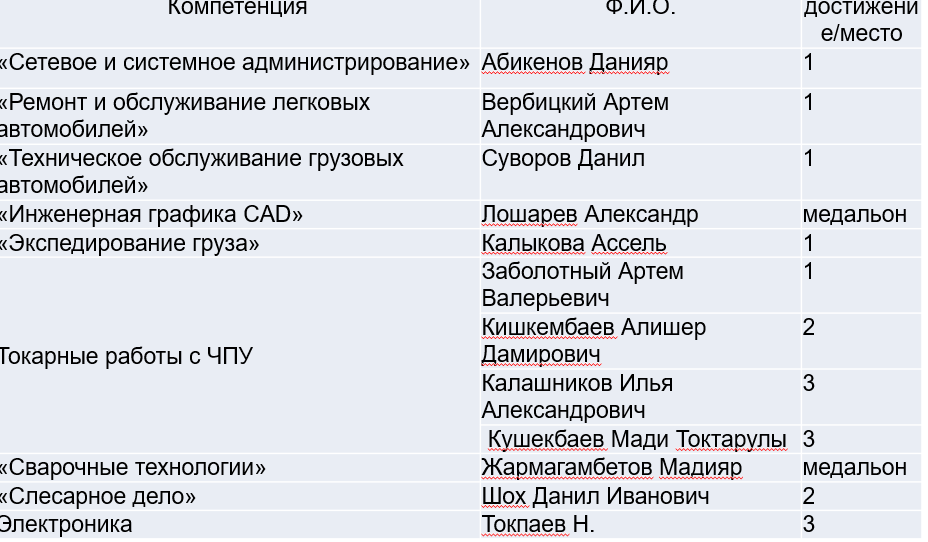 Компетенция Ф.И.О. достижени
е/место
«Сетевое и системное администрирование» Абикенов Данияр 1
«Ремонт и обслуживание легковых
автомобилей» Вербицкий Артем
Александрович 1
«Техническое обслуживание грузовых
автомобилей» Суворов Данил 1
«Инженерная графика CAD» Лошарев Александр медальон
«Экспедирование груза» Калыкова Ассель 1
Токарные работы с ЧПУ
Заболотный Артем
Валерьевич 1
Кишкембаев Алишер
Дамирович 2
Калашников Илья
Александрович 3
Кушекбаев Мади Токтарулы 3
«Сварочные технологии» Жармагамбетов Мадияр медальон
«Слесарное дело» Шох Данил Иванович 2
Электроника Токпаев Н. 3